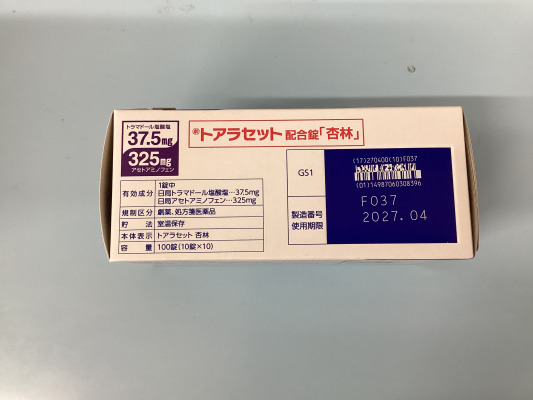 トラマドール塩酸塩
37.5mg
325mg
アセトアミノフェン
®トアラセット配合錠「杏林」
有効成分
1錠中
日局トラマドール塩酸塩…37.5mg
日局アセトアミノフェン…325mg
規制区分 劇薬、処方箋医薬品
貯法 室温保存
本体表示 トアラセット 杏林
容量 100錠(10錠×10)
GS1
(17)270400(10)F037
(01)14987060308396
製造番号 F037
使用期限 2027.04